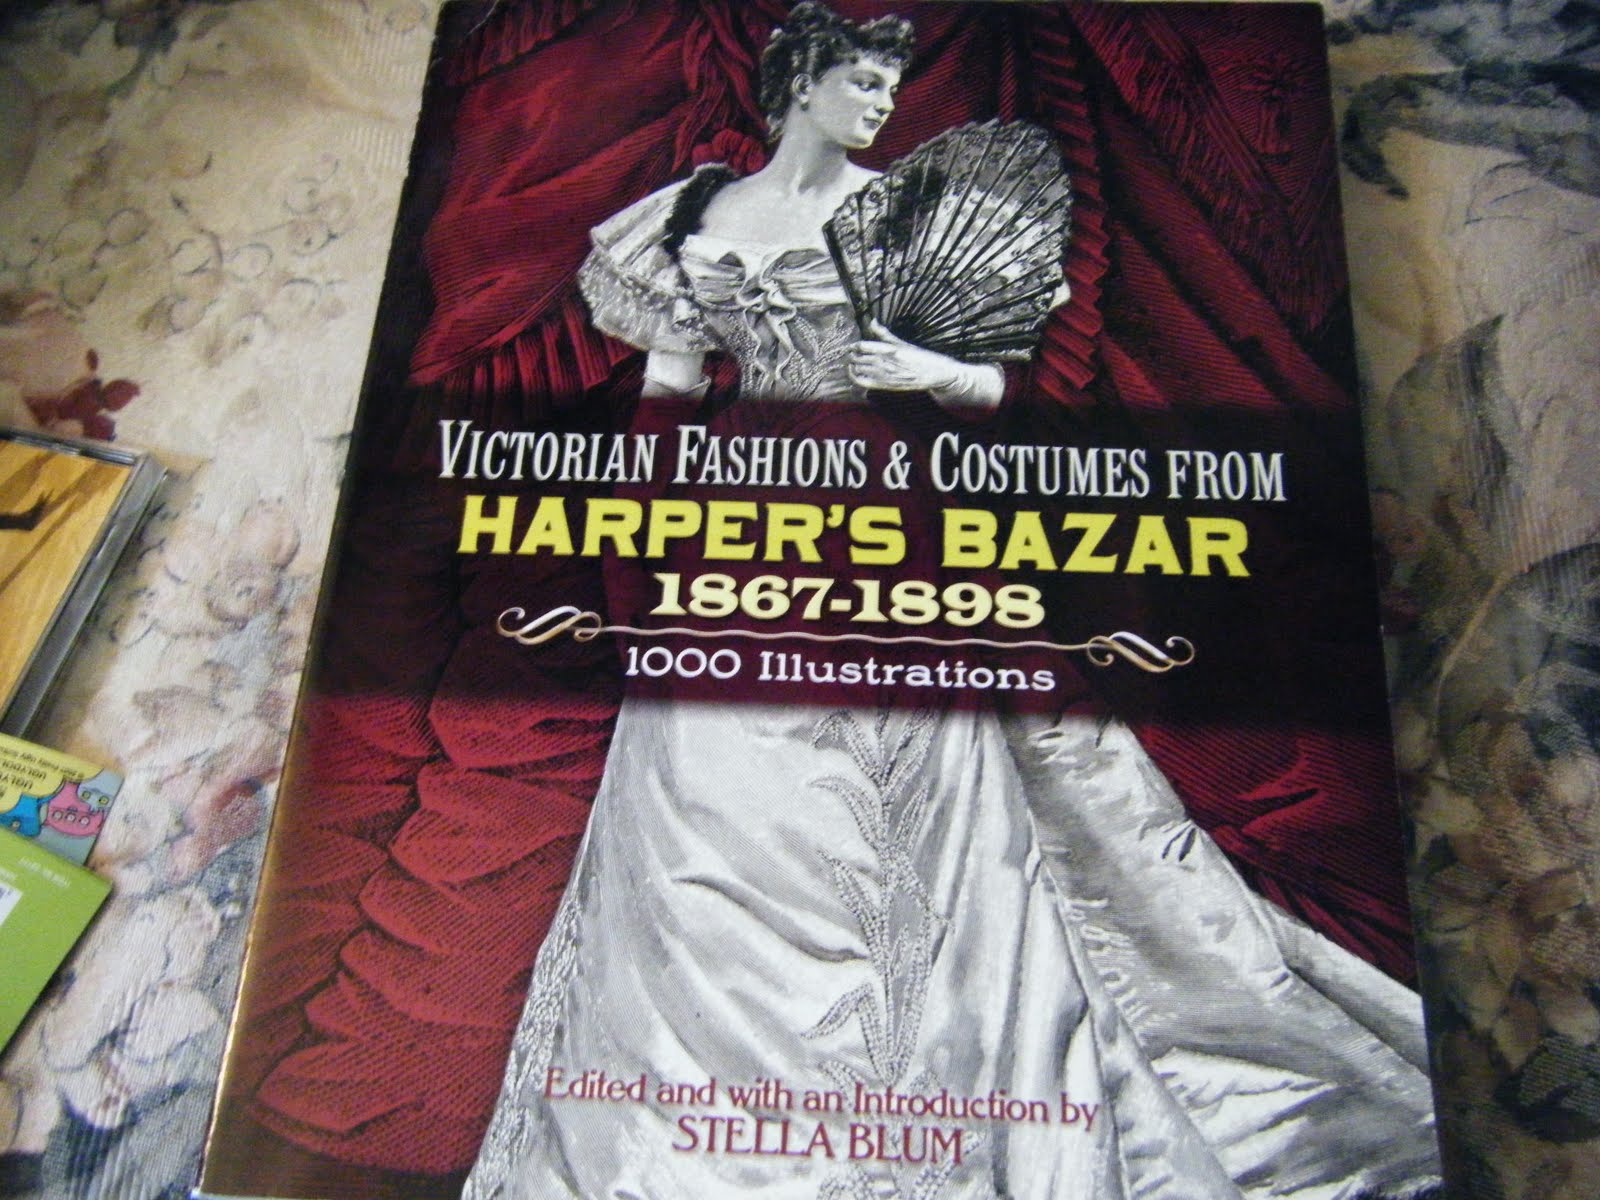 VICTORIAN FASHIONS & COSTUMES FROM
HARPER'S BAZAR
1867-1898
1000 Illustrations
Edited and with an Introduction by
STELLA BLUM